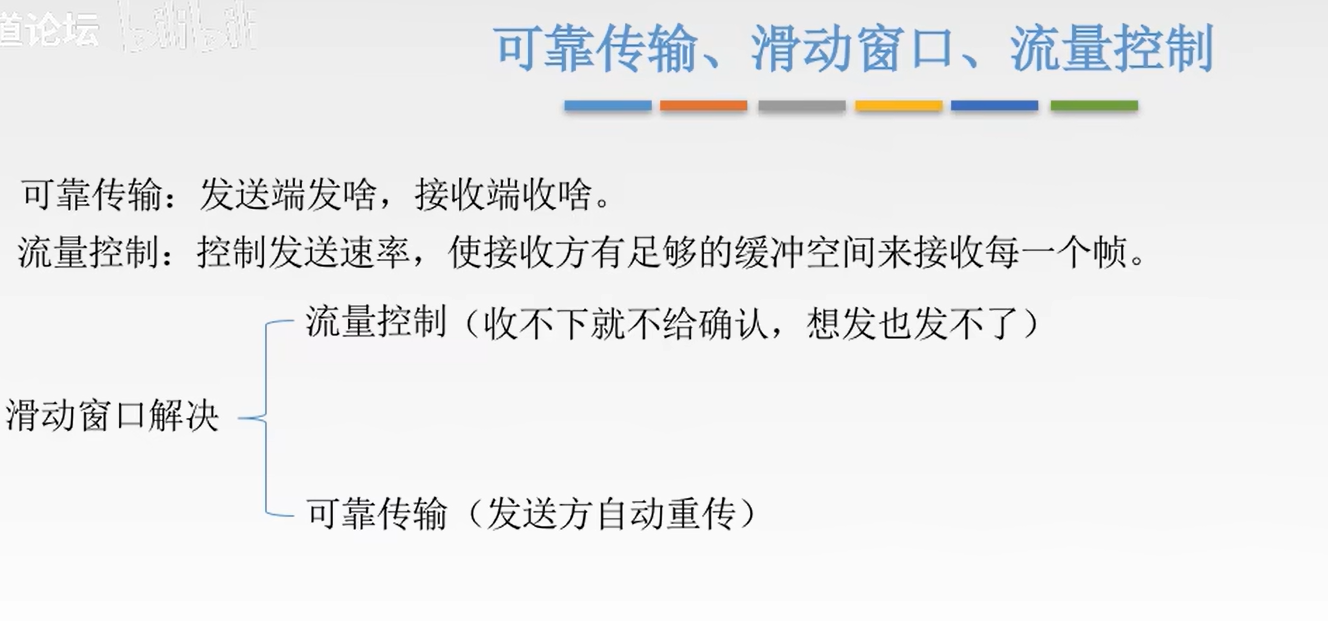 道论坛 bilibili
可靠传输、滑动窗口、流量控制
可靠传输：发送端发啥，接收端收啥。
流量控制：控制发送速率，使接收方有足够的缓冲空间来接收每一个帧。
流量控制（收不下就不给确认，想发也发不了）
滑动窗口解决
可靠传输（发送方自动重传）